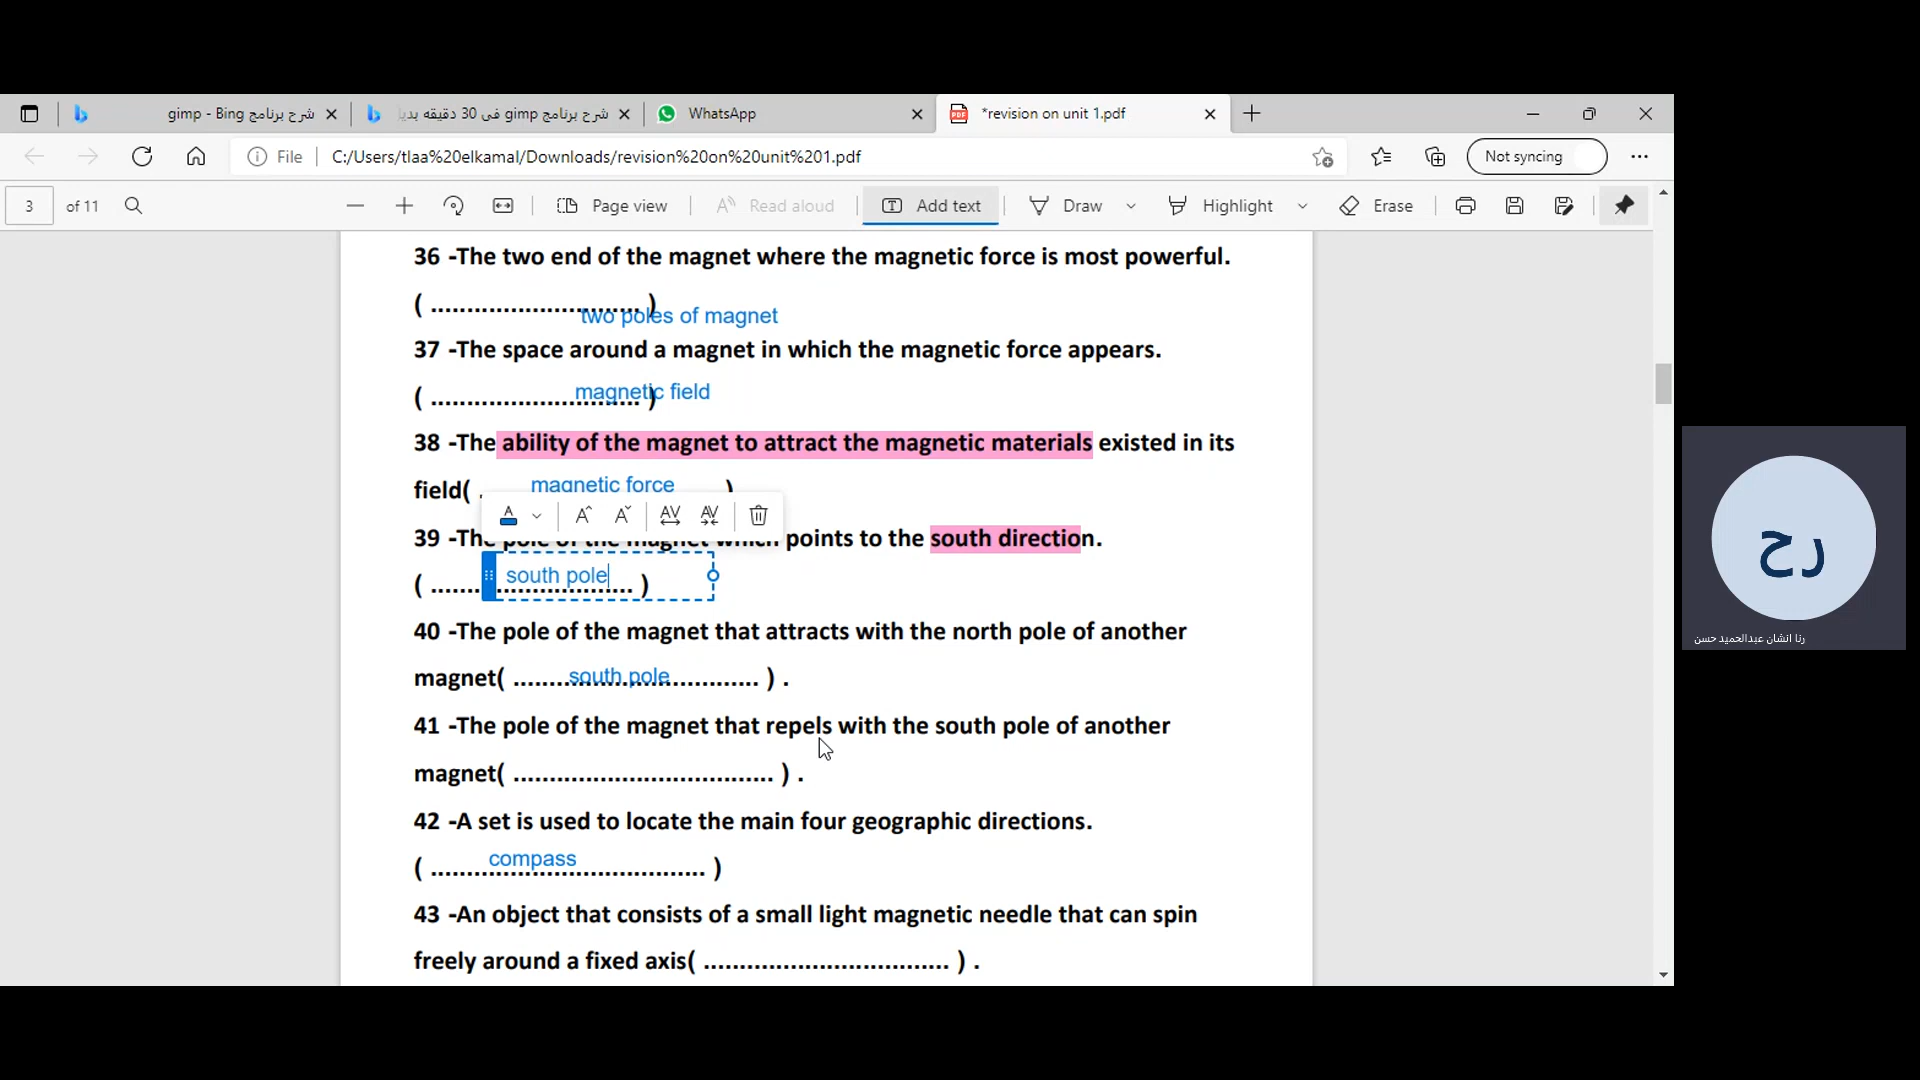 شرح برنامج gimp - Bing
شرح برنامج gimp فى 30 دقيقه بديا
WhatsApp
*revision on unit 1.pdf
File
C:/Users/tlaa%20elkamal/Downloads/revision%20on%20unit%201.pdf
Not syncing
3 of 11
Page view
Read aloud
Add text
Draw
Highlight
Erase
36 -The two end of the magnet where the magnetic force is most powerful.
( ............................. )
two poles of magnet
37 -The space around a magnet in which the magnetic force appears.
( ............................. )
magnetic field
38 -The ability of the magnet to attract the magnetic materials existed in its
field( . magnetic force )
39 -The pole of the magnet which points to the south direction.
( ............................ )
south pole
40 -The pole of the magnet that attracts with the north pole of another
magnet( .................................. ) .
south pole
41 -The pole of the magnet that repels with the south pole of another
magnet( .................................... ) .
42 -A set is used to locate the main four geographic directions.
compass
( ...................................... )
43 -An object that consists of a small light magnetic needle that can spin
freely around a fixed axis( .................................. ) .
رح
رنا انشان عبدالحميد حسن